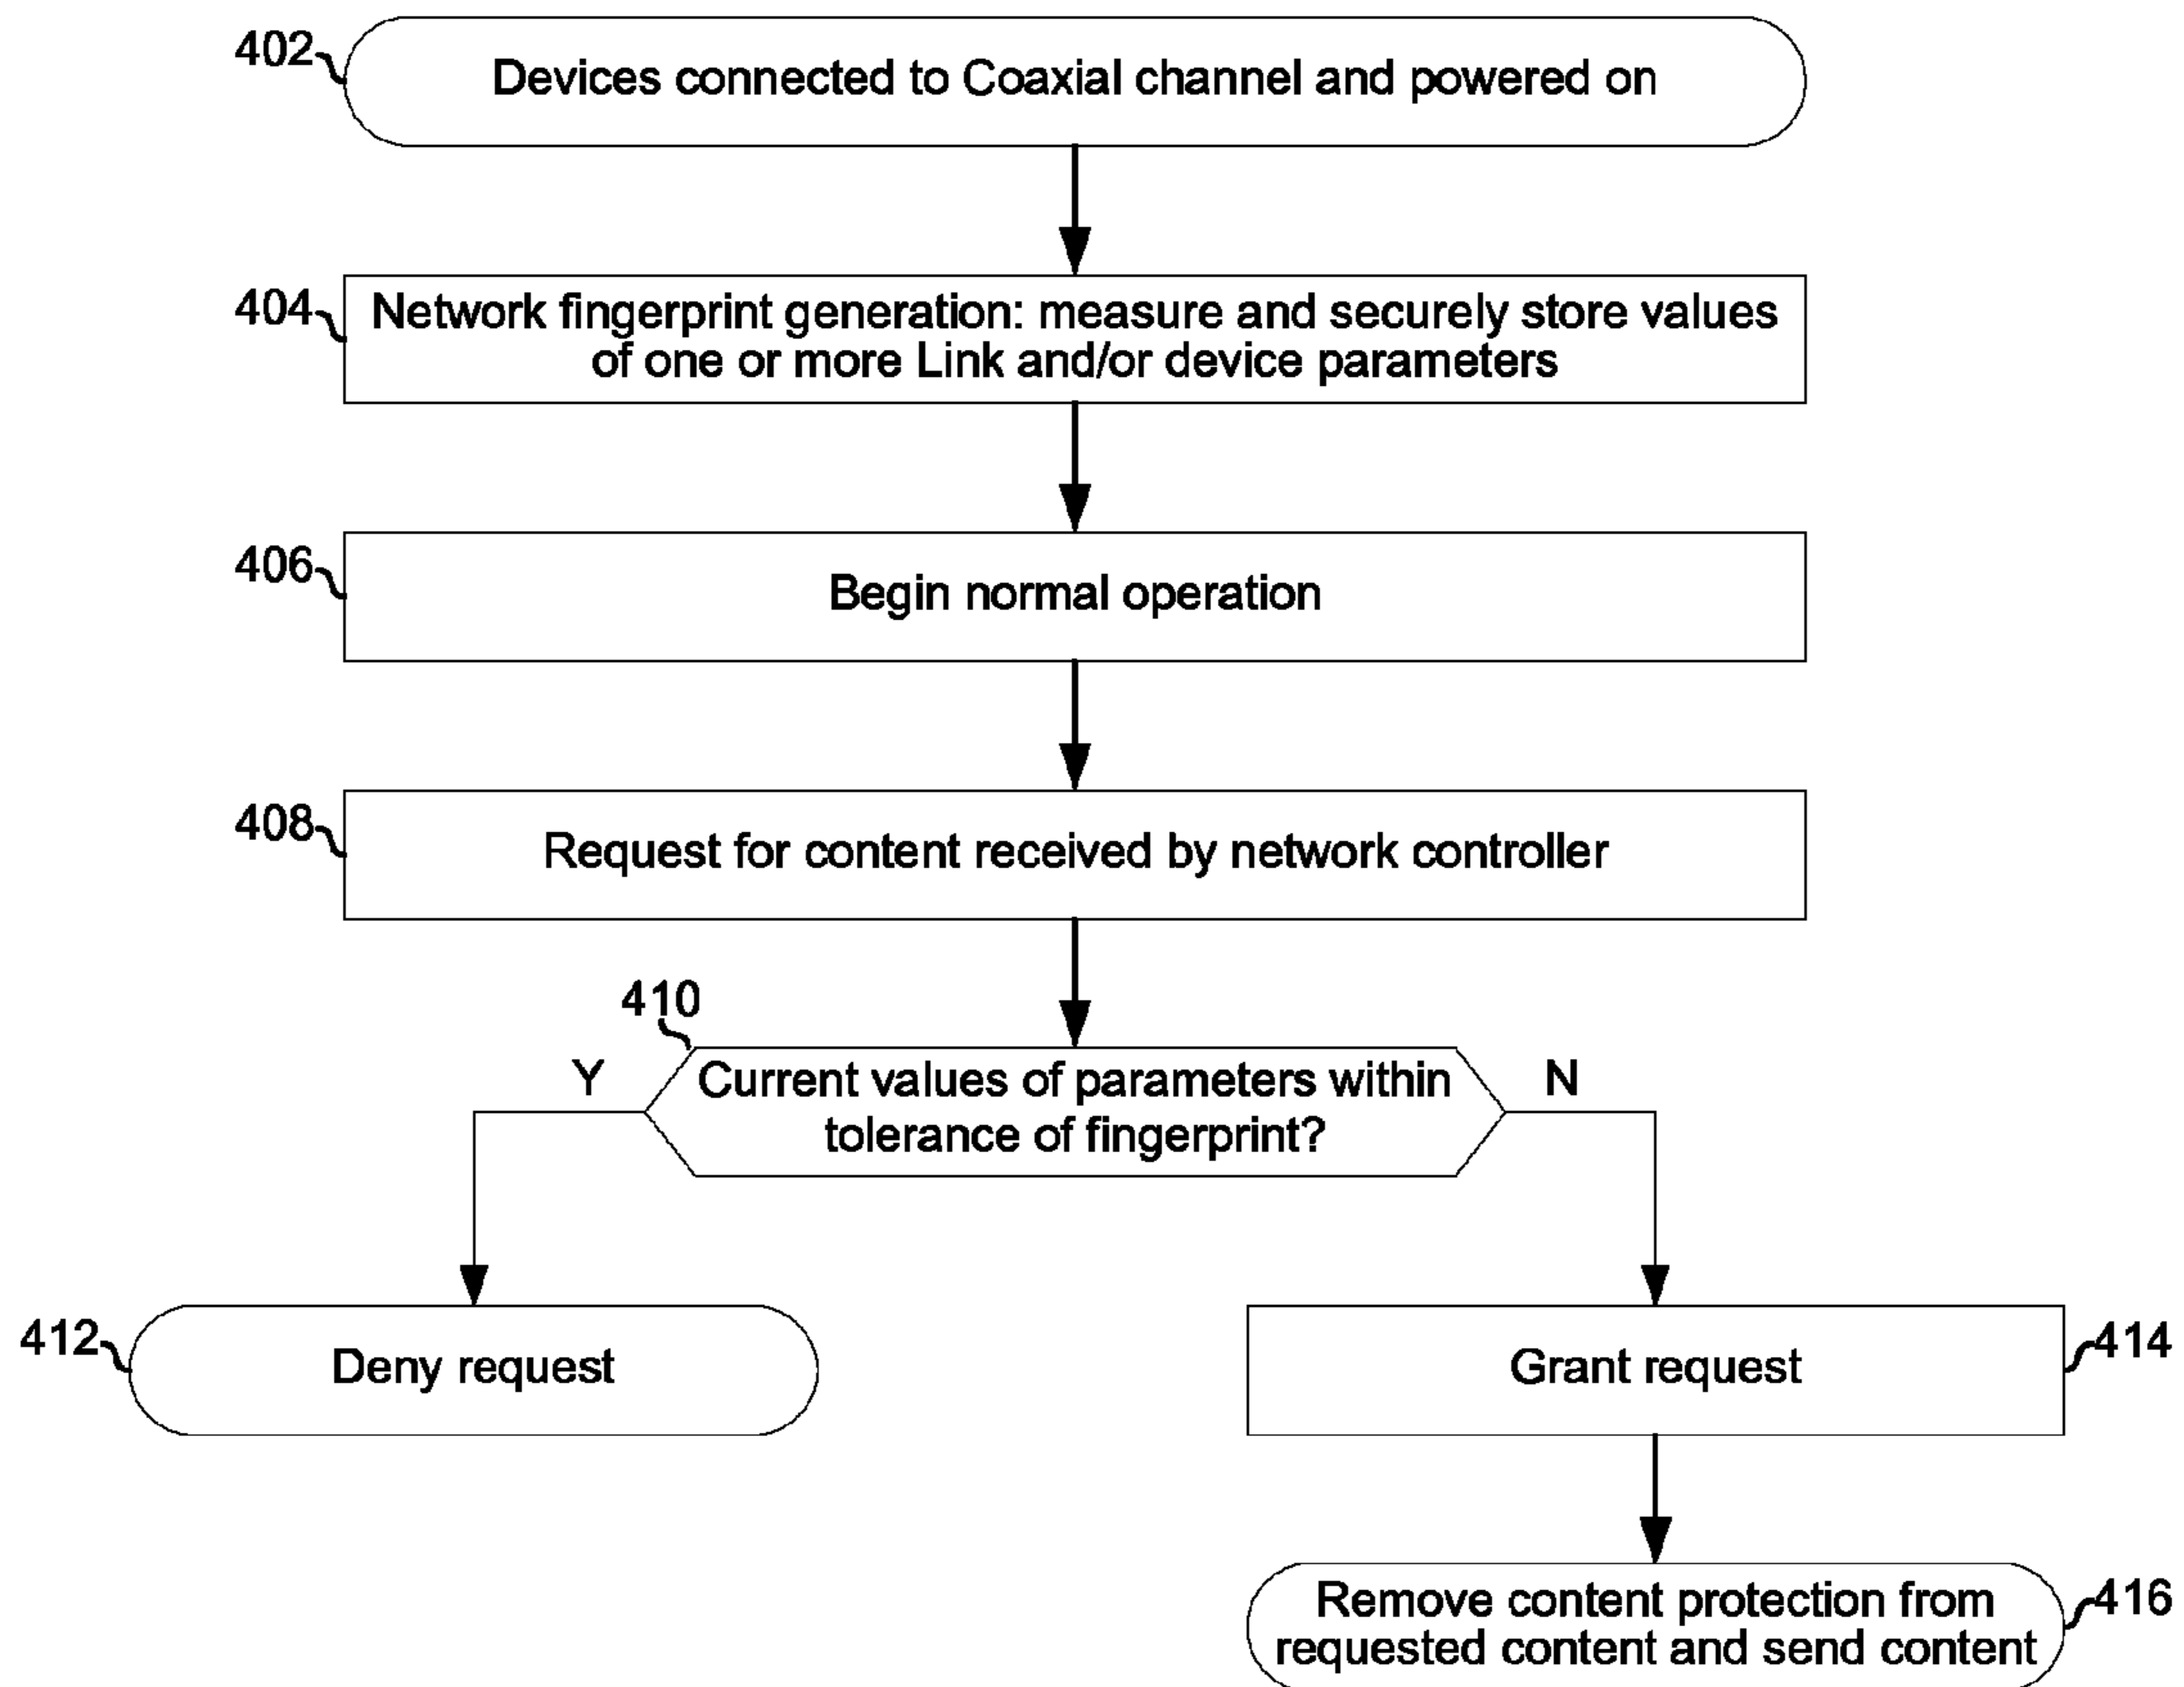 402
Devices connected to Coaxial channel and powered on
404
Network fingerprint generation: measure and securely store values
of one or more Link and/or device parameters
406
Begin normal operation
408
Request for content received by network controller
410
Y
Current values of parameters within
tolerance of fingerprint?
N
412
Deny request
Grant request
414
Remove content protection from
requested content and send content
416